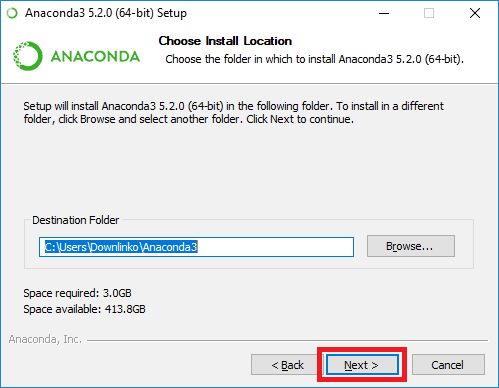 Anaconda3 5.2.0 (64-bit) Setup
ANACONDA
Choose Install Location
Choose the folder in which to install Anaconda3 5.2.0 (64-bit).
Setup will install Anaconda3 5.2.0 (64-bit) in the following folder. To install in a different
folder, click Browse and select another folder. Click Next to continue.
Destination Folder
C:\Users\Downlinko\Anaconda3
Browse...
Space required: 3.0GB
Space available: 413.8GB
Anaconda, Inc.
< Back
Next >
Cancel